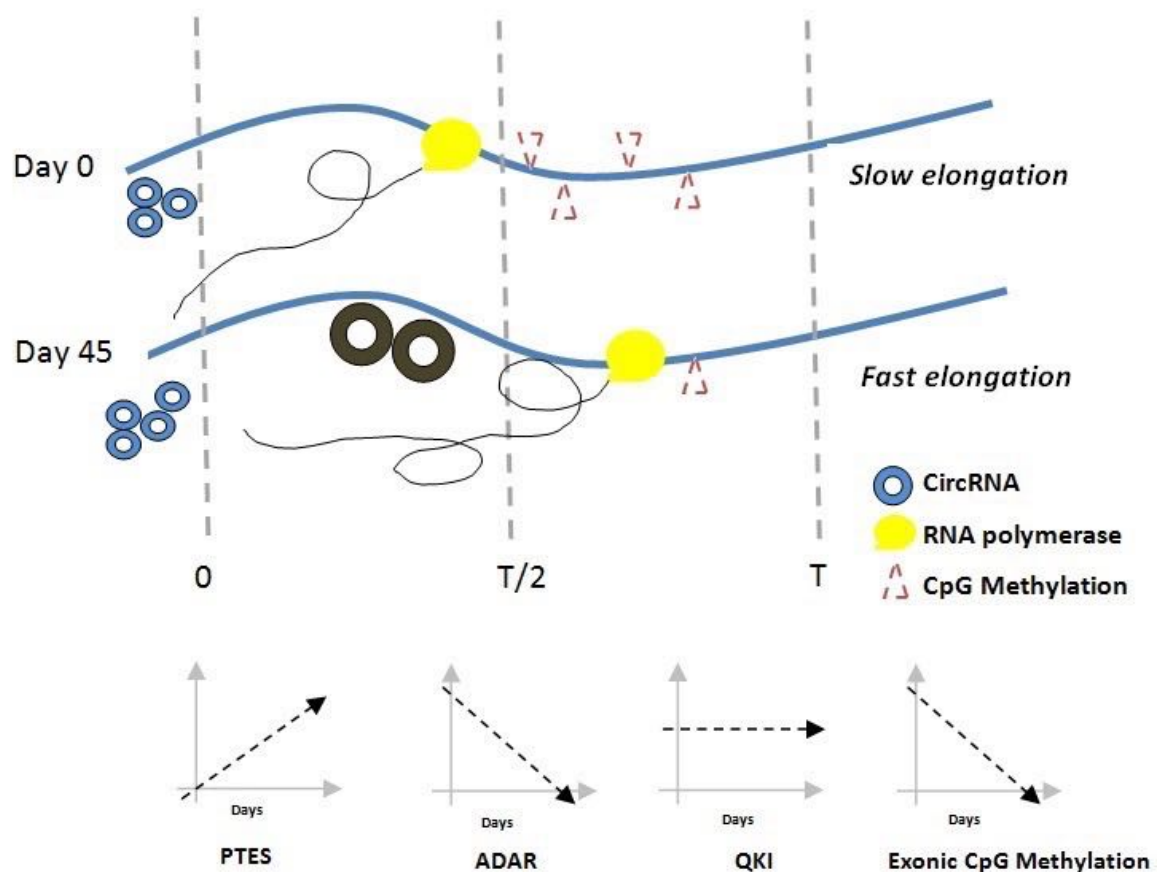 Day 0
Slow elongation
Day 45
Fast elongation
CircRNA
RNA polymerase
CpG Methylation
0
T/2
T
Days
Days
Days
Days
PTES
ADAR
QKI
Exonic CpG Methylation